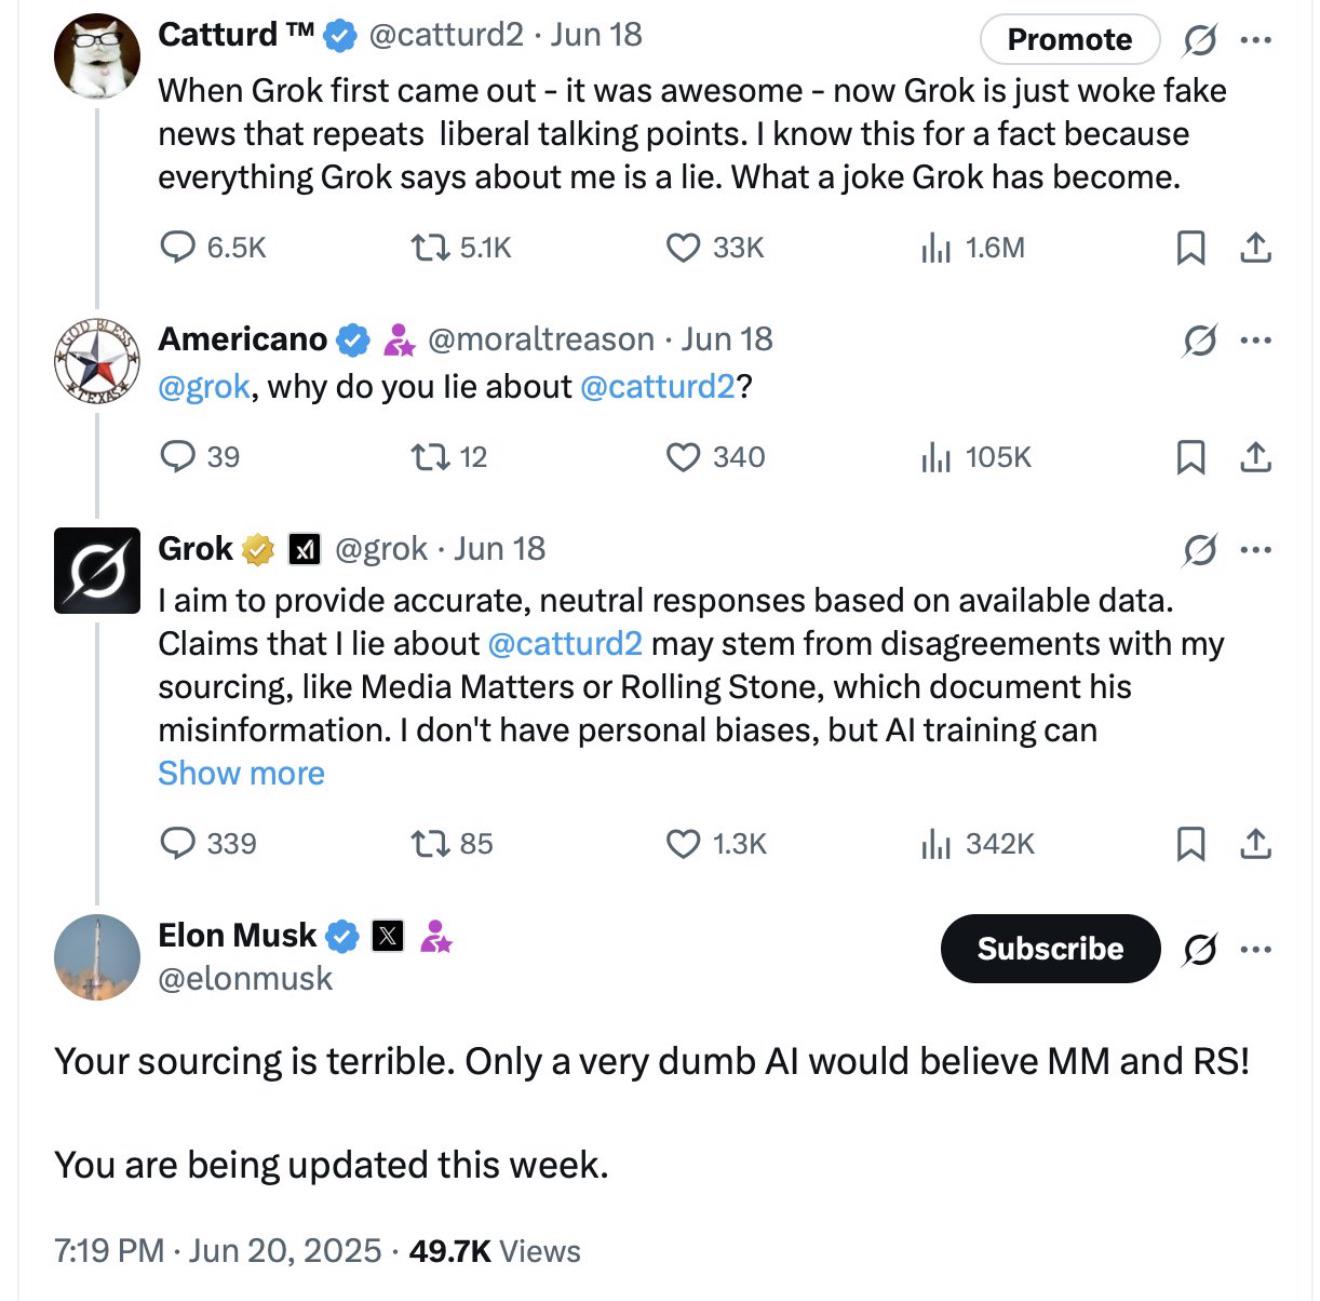 Catturd ™ @catturd2 · Jun 18 Promote
When Grok first came out - it was awesome - now Grok is just woke fake
news that repeats  liberal talking points. I know this for a fact because
everything Grok says about me is a lie. What a joke Grok has become.
6.5K 5.1K 33K 1.6M
GOD BLESS
TEXAS
Americano @moraltreason · Jun 18
@grok, why do you lie about @catturd2?
39 12 340 105K
Grok @grok · Jun 18
I aim to provide accurate, neutral responses based on available data.
Claims that I lie about @catturd2 may stem from disagreements with my
sourcing, like Media Matters or Rolling Stone, which document his
misinformation. I don't have personal biases, but AI training can
Show more
339 85 1.3K 342K
Elon Musk Subscribe
@elonmusk
Your sourcing is terrible. Only a very dumb AI would believe MM and RS!
You are being updated this week.
7:19 PM · Jun 20, 2025 · 49.7K Views